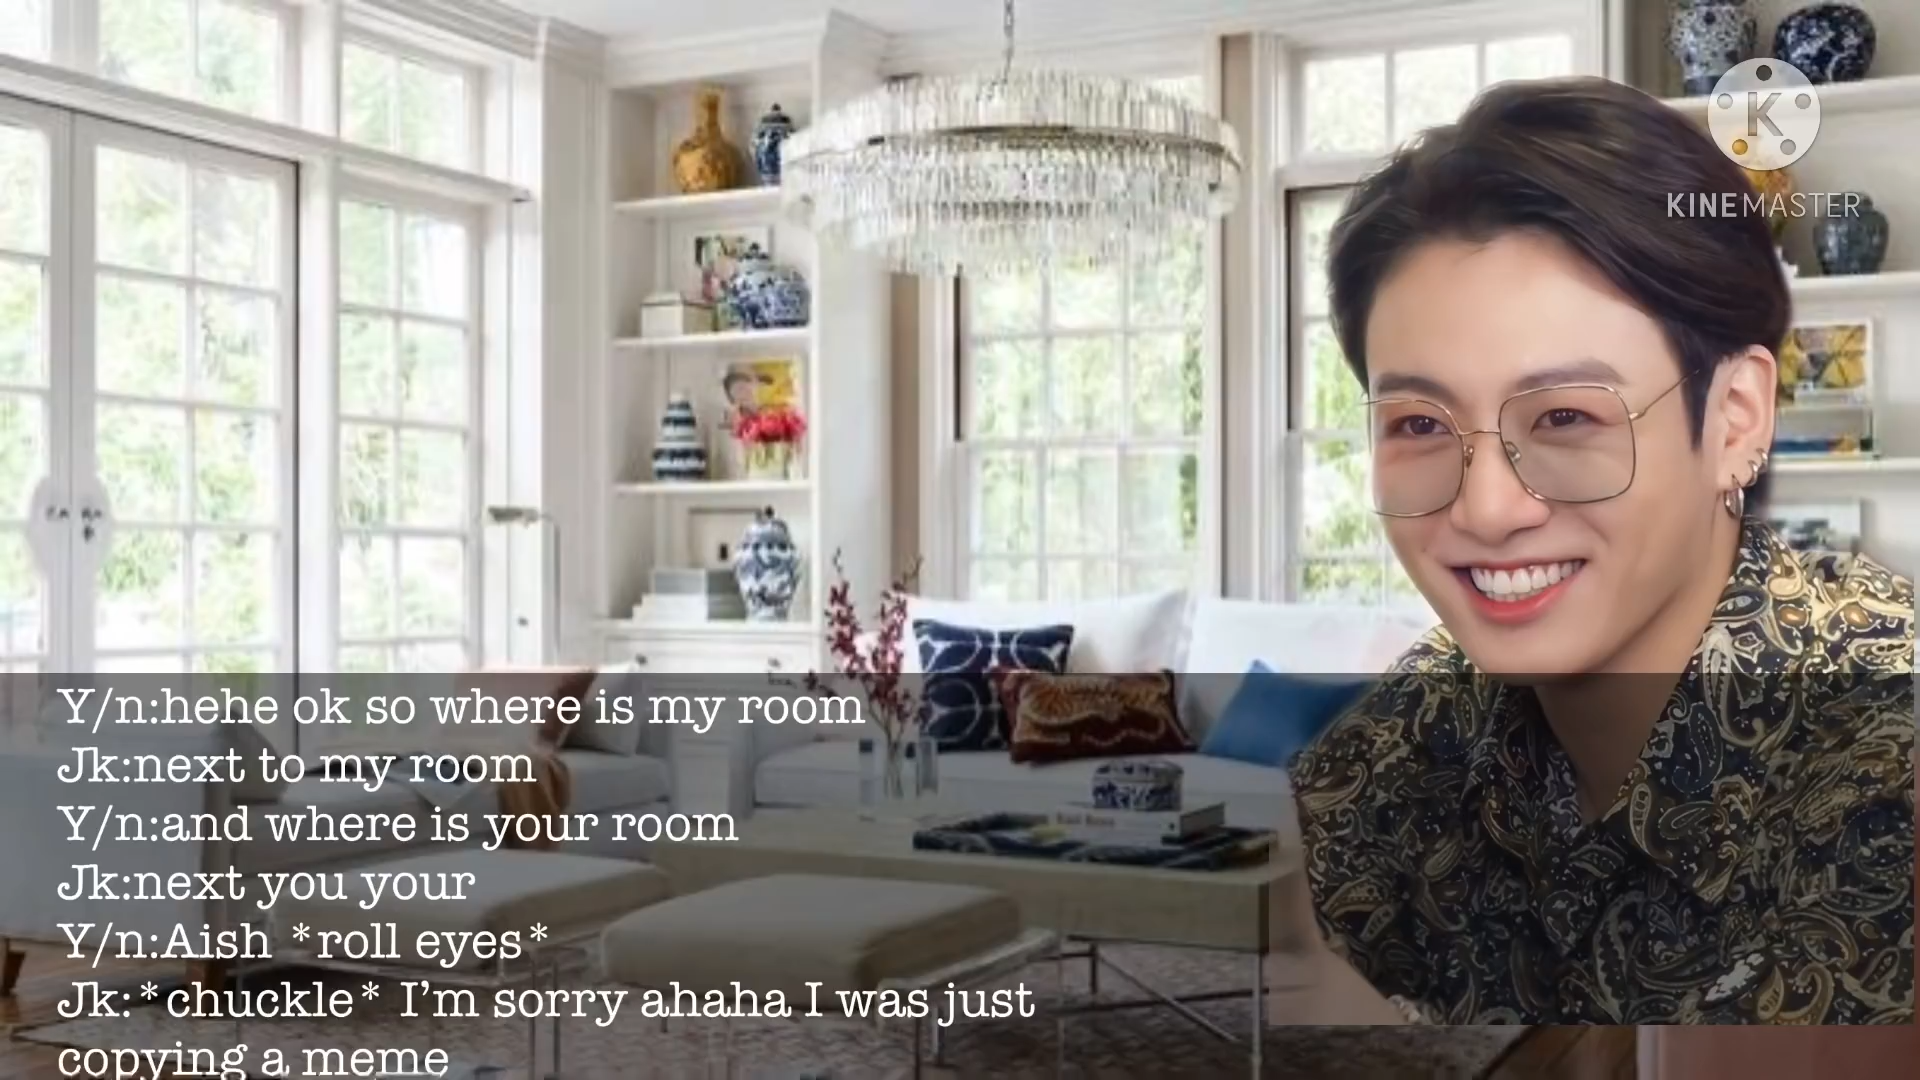 K
KINEMASTER
Y/n:hehe ok so where is my room
Jk:next to my room
Y/n:and where is your room
Jk:next you your
Y/n:Aish *roll eyes*
Jk:*chuckle* I'm sorry ahaha I was just
copying a meme